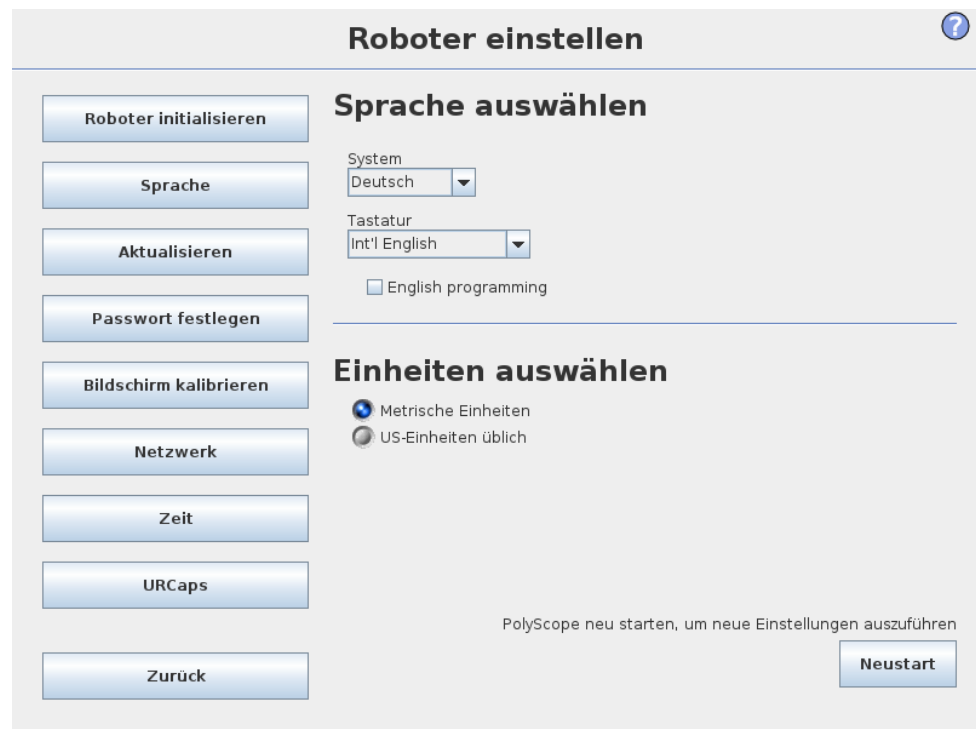 Roboter einstellen
?
Roboter initialisieren
Sprache
Aktualisieren
Passwort festlegen
Bildschirm kalibrieren
Netzwerk
Zeit
URCaps
Zurück
Sprache auswählen
System
Deutsch
Tastatur
Int'l English
English programming
Einheiten auswählen
Metrische Einheiten
US-Einheiten üblich
PolyScope neu starten, um neue Einstellungen auszuführen
Neustart